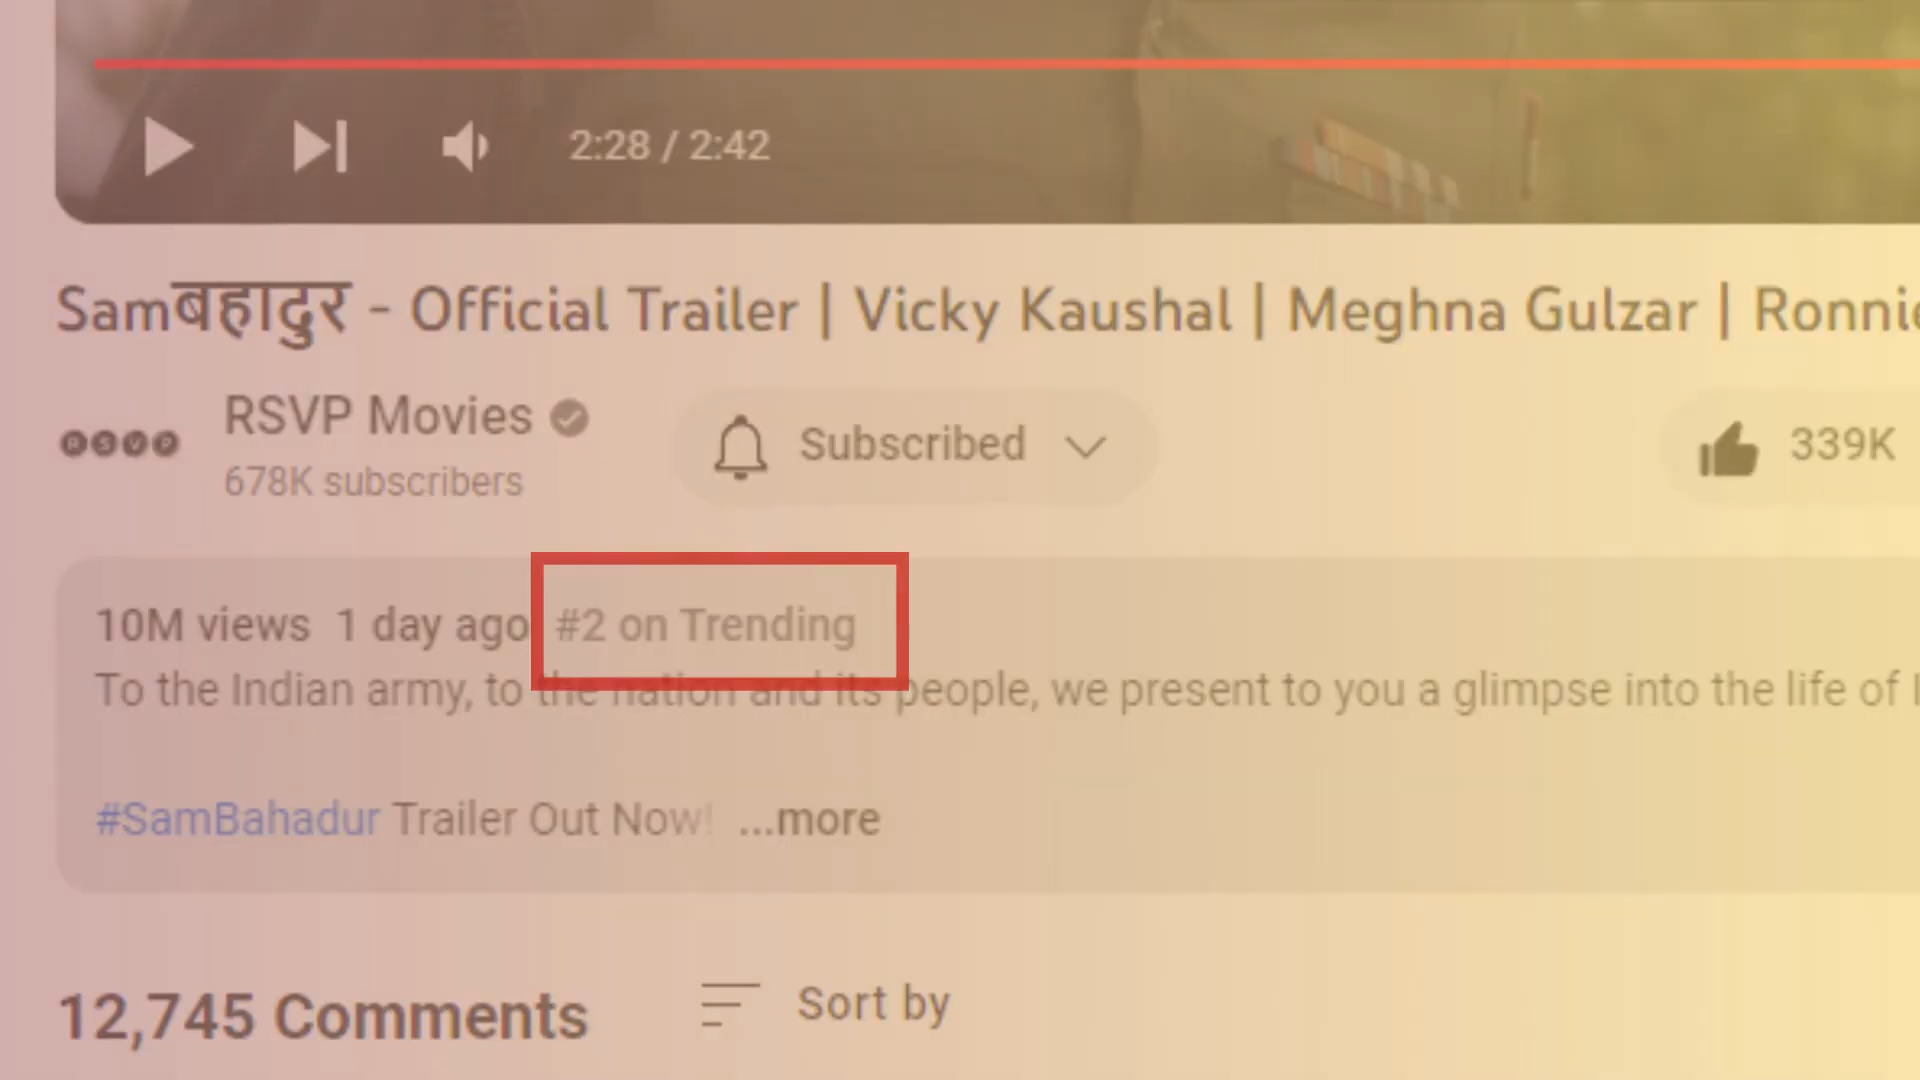 2:28 / 2:42
Samबहादुर - Official Trailer | Vicky Kaushal | Meghna Gulzar | Ronnie
RSVP
RSVP Movies
678K subscribers
Subscribed
339K
10M views 1 day ago #2 on Trending
To the Indian army, to the nation and its people, we present to you a glimpse into the life of
#SamBahadur Trailer Out Now! ...more
12,745 Comments
Sort by